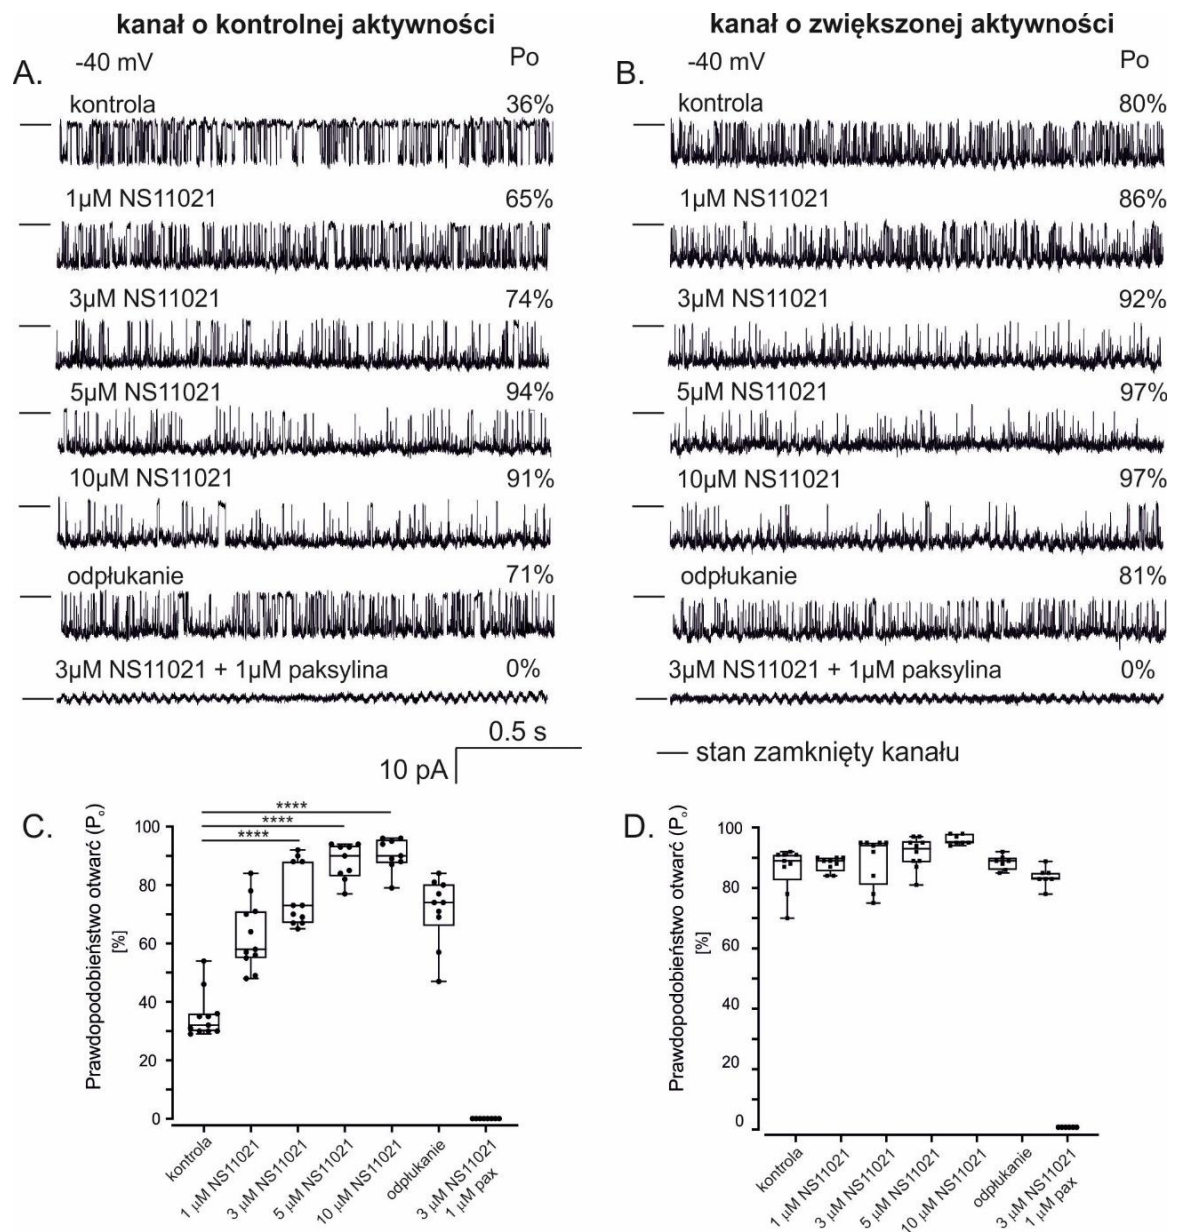 kanał o kontrolnej aktywności
A.
-40 mV
Po
kontrola
36%
1µM NS11021
65%
3µM NS11021
74%
5µM NS11021
94%
10µM NS11021
91%
odpłukanie
71%
3µM NS11021 + 1µM paksylina
0%
0.5 s
10 pA
kanał o zwiększonej aktywności
B.
-40 mV
Po
kontrola
80%
1µM NS11021
86%
3µM NS11021
92%
5µM NS11021
97%
10µM NS11021
97%
odpłukanie
81%
3µM NS11021 + 1µM paksylina
0%
— stan zamknięty kanału
C.
Prawdopodobieństwo otwarć (Po)
[%]
100
80
60
40
20
0
****
****
****
kontrola
1 µM NS11021
3 µM NS11021
5 µM NS11021
10 µM NS11021
odpłukanie
3 µM NS11021
1 µM pax
D.
Prawdopodobieństwo otwarć (Po)
[%]
100
80
60
40
20
0
kontrola
1 µM NS11021
3 µM NS11021
5 µM NS11021
10 µM NS11021
odpłukanie
3 µM NS11021
1 µM pax